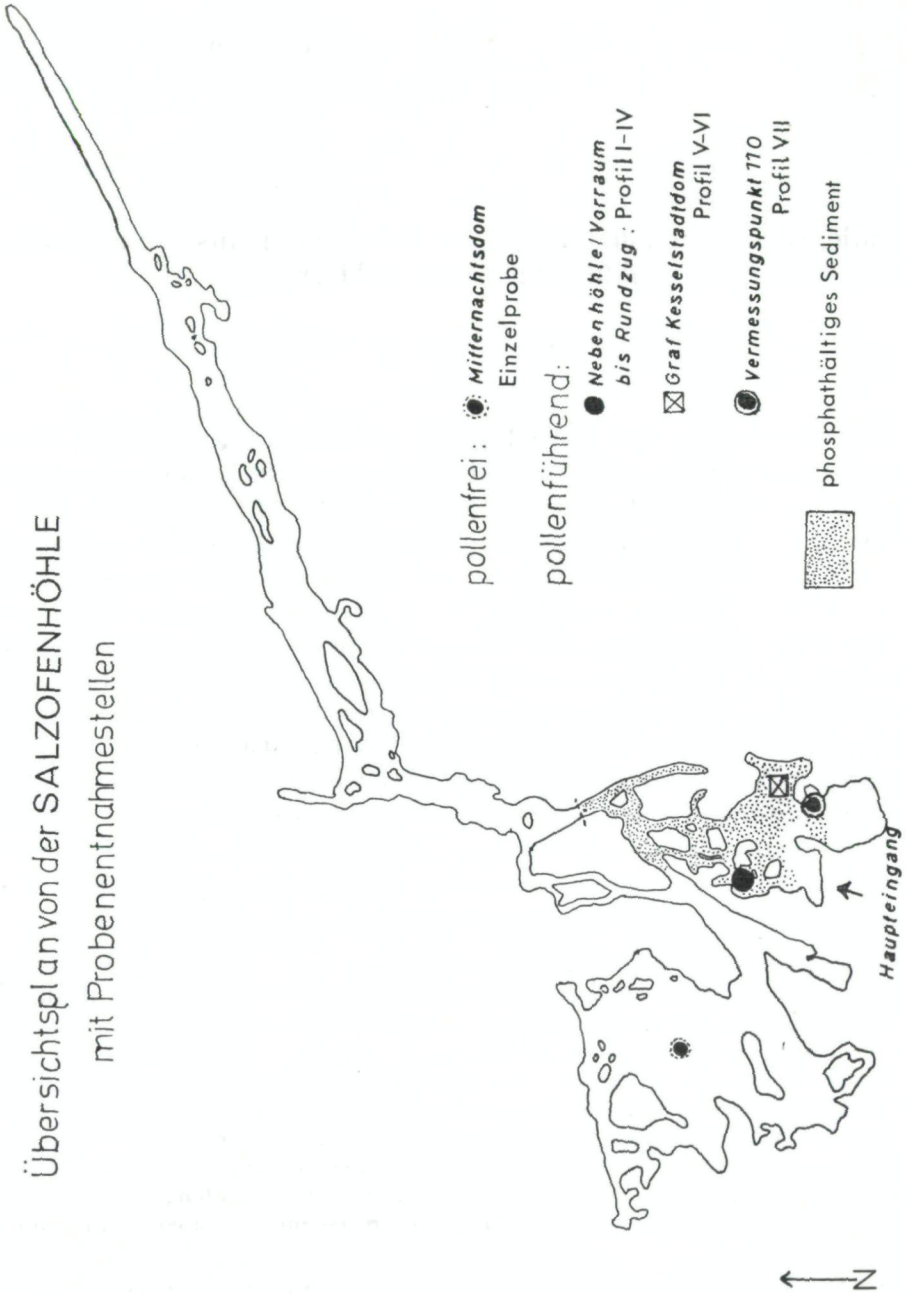 Übersichtsplan von der SALZOFENHÖHLE
mit Probenentnahmestellen
pollenfrei: Mitternachtsdom
Einzelprobe
pollenführend:
Nebenhöhle/Vorraum
bis Rundzug: Profil I-IV
Graf Kesselstadtdom
Profil V-VI
Vermessungspunkt 110
Profil VII
phosphathältiges Sediment
Haupteingang
N